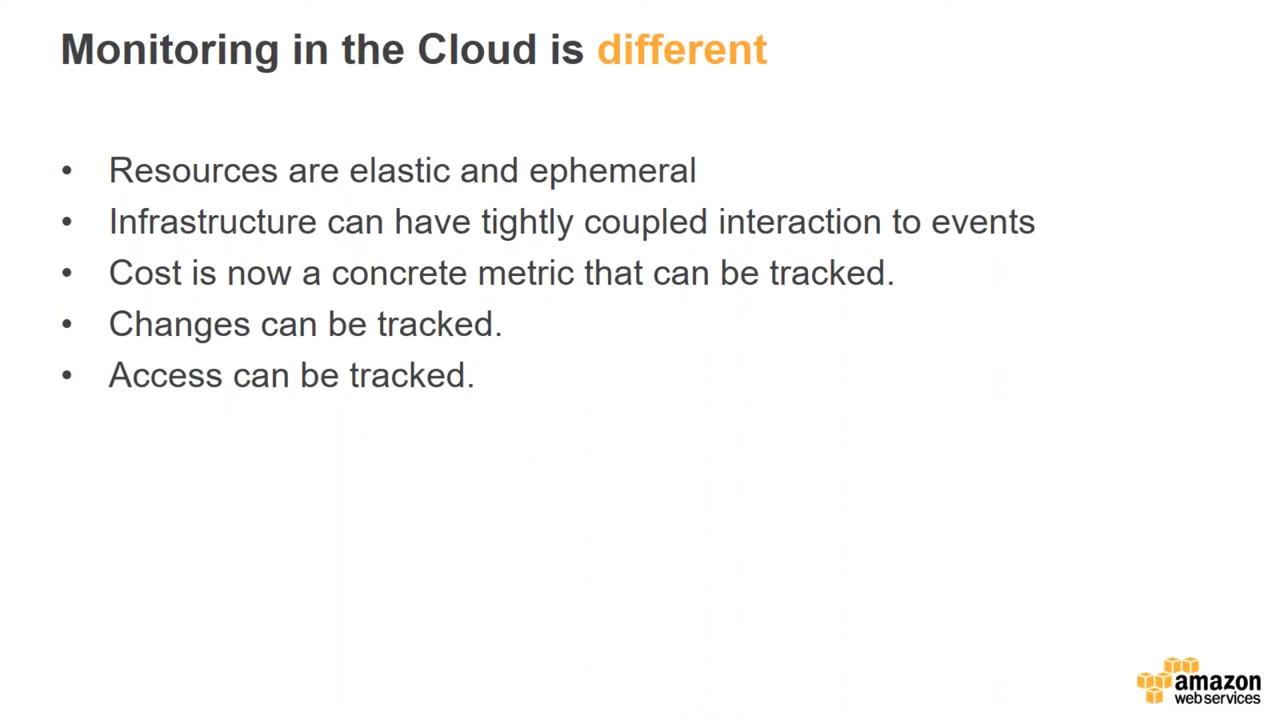 Monitoring in the Cloud is different
• Resources are elastic and ephemeral
• Infrastructure can have tightly coupled interaction to events
• Cost is now a concrete metric that can be tracked.
• Changes can be tracked.
• Access can be tracked.
amazon
webservices